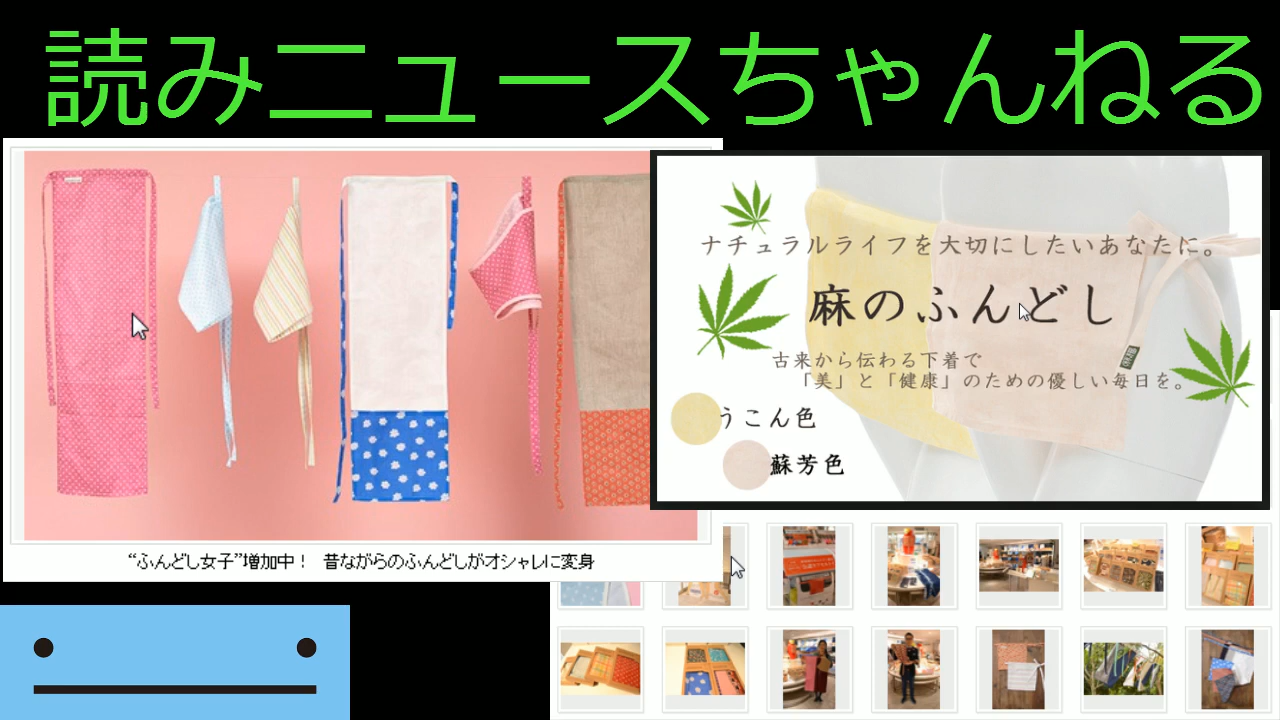 読みニュースちゃんねる
ナチュラルライフを大切にしたいあなたに。
麻のふんどし
古来から伝わる下着で
「美」と「健康」のための優しい毎日を。
うこん色
蘇芳色
“ふんどし女子”増加中！ 昔ながらのふんどしがオシャレに変身